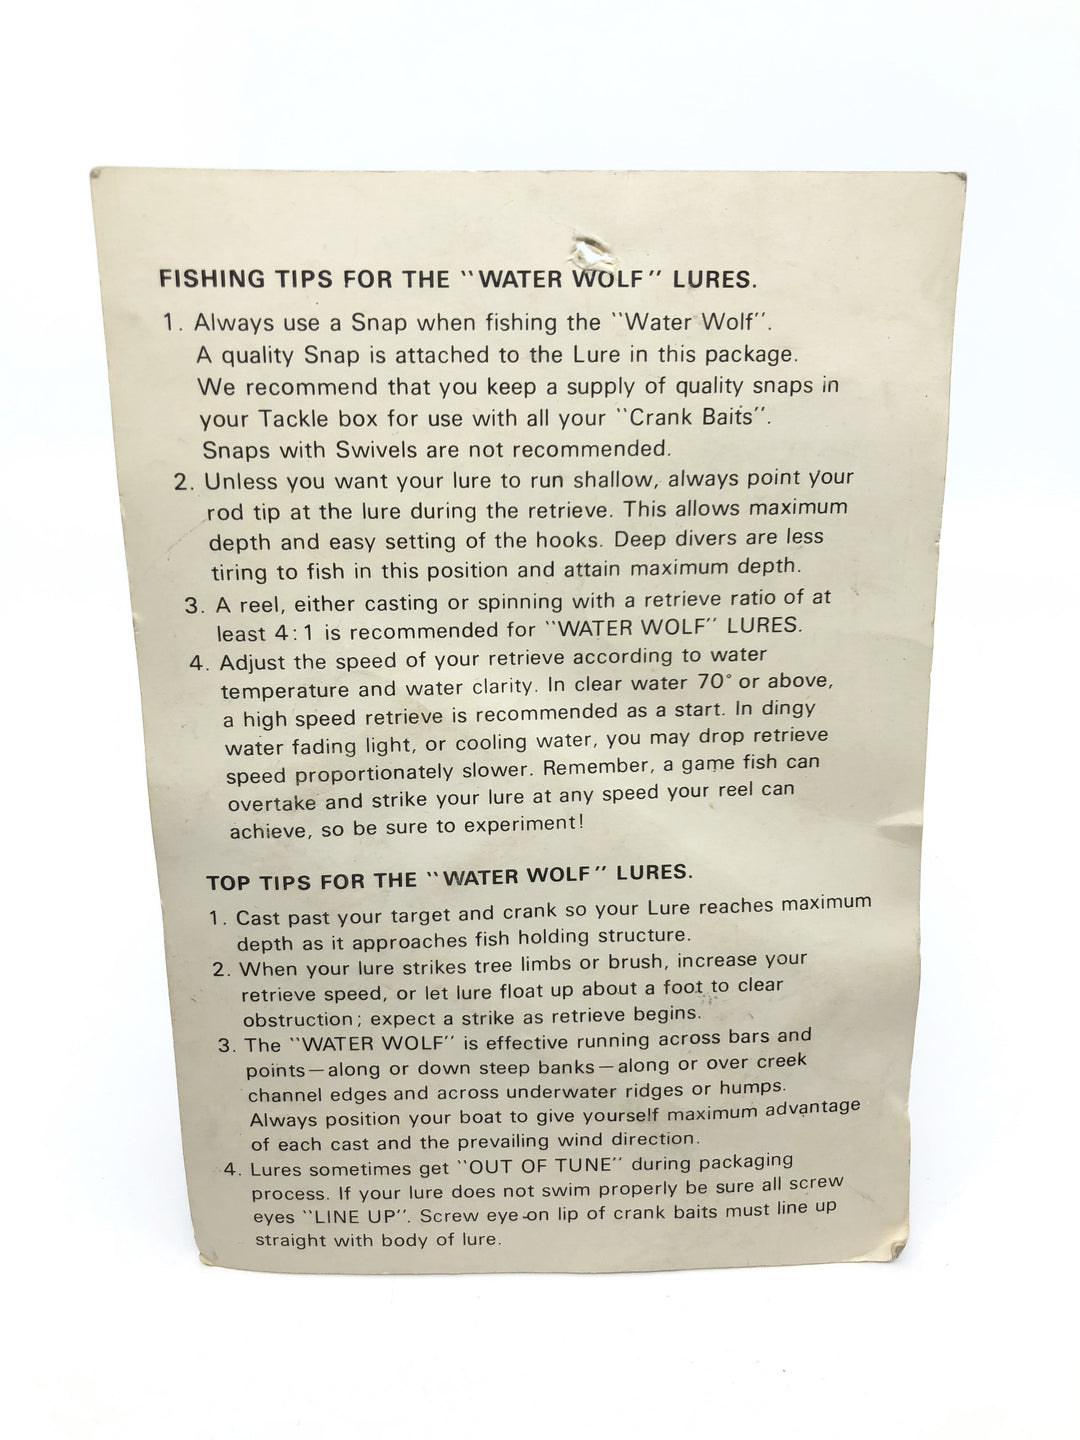 FISHING TIPS FOR THE "WATER WOLF" LURES.
1. Always use a Snap when fishing the "Water Wolf".
A quality Snap is attached to the Lure in this package.
We recommend that you keep a supply of quality snaps in
your Tackle box for use with all your "Crank Baits".
Snaps with Swivels are not recommended.
2. Unless you want your lure to run shallow, always point your
rod tip at the lure during the retrieve. This allows maximum
depth and easy setting of the hooks. Deep divers are less
tiring to fish in this position and attain maximum depth.
3. A reel, either casting or spinning with a retrieve ratio of at
least 4:1 is recommended for "WATER WOLF" LURES.
4. Adjust the speed of your retrieve according to water
temperature and water clarity. In clear water 70° or above,
a high speed retrieve is recommended as a start. In dingy
water fading light, or cooling water, you may drop retrieve
speed proportionately slower. Remember, a game fish can
overtake and strike your lure at any speed your reel can
achieve, so be sure to experiment!
TOP TIPS FOR THE "WATER WOLF" LURES.
1. Cast past your target and crank so your Lure reaches maximum
depth as it approaches fish holding structure.
2. When your lure strikes tree limbs or brush, increase your
retrieve speed, or let lure float up about a foot to clear
obstruction; expect a strike as retrieve begins.
3. The "WATER WOLF" is effective running across bars and
points—along or down steep banks—along or over creek
channel edges and across underwater ridges or humps.
Always position your boat to give yourself maximum advantage
of each cast and the prevailing wind direction.
4. Lures sometimes get "OUT OF TUNE" during packaging
process. If your lure does not swim properly be sure all screw
eyes "LINE UP". Screw eye-on lip of crank baits must line up
straight with body of lure.